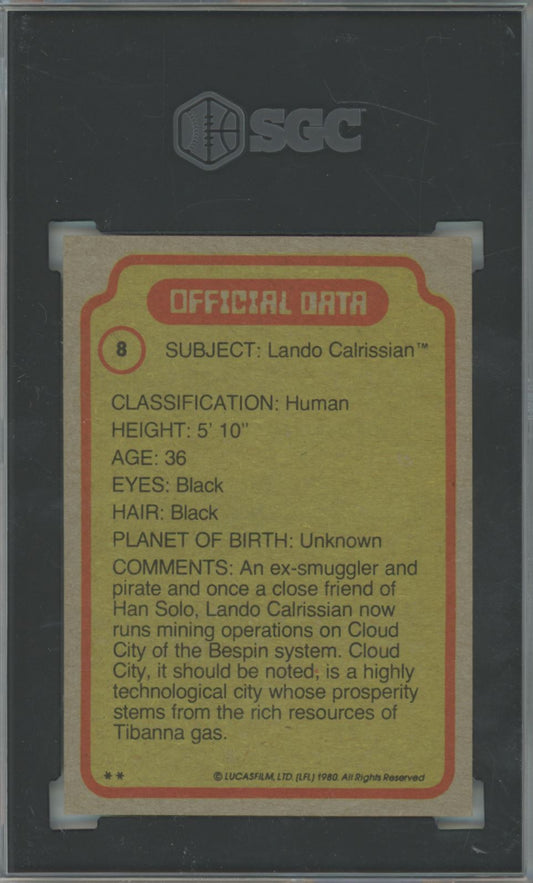 SGC
OFFICIAL DATA
8 SUBJECT: Lando Calrissian™
CLASSIFICATION: Human
HEIGHT: 5' 10"
AGE: 36
EYES: Black
HAIR: Black
PLANET OF BIRTH: Unknown
COMMENTS: An ex-smuggler and
pirate and once a close friend of
Han Solo, Lando Calrissian now
runs mining operations on Cloud
City of the Bespin system. Cloud
City, it should be noted, is a highly
technological city whose prosperity
stems from the rich resources of
Tibanna gas.
** © LUCASFILM, LTD. (LFL) 1980. All Rights Reserved